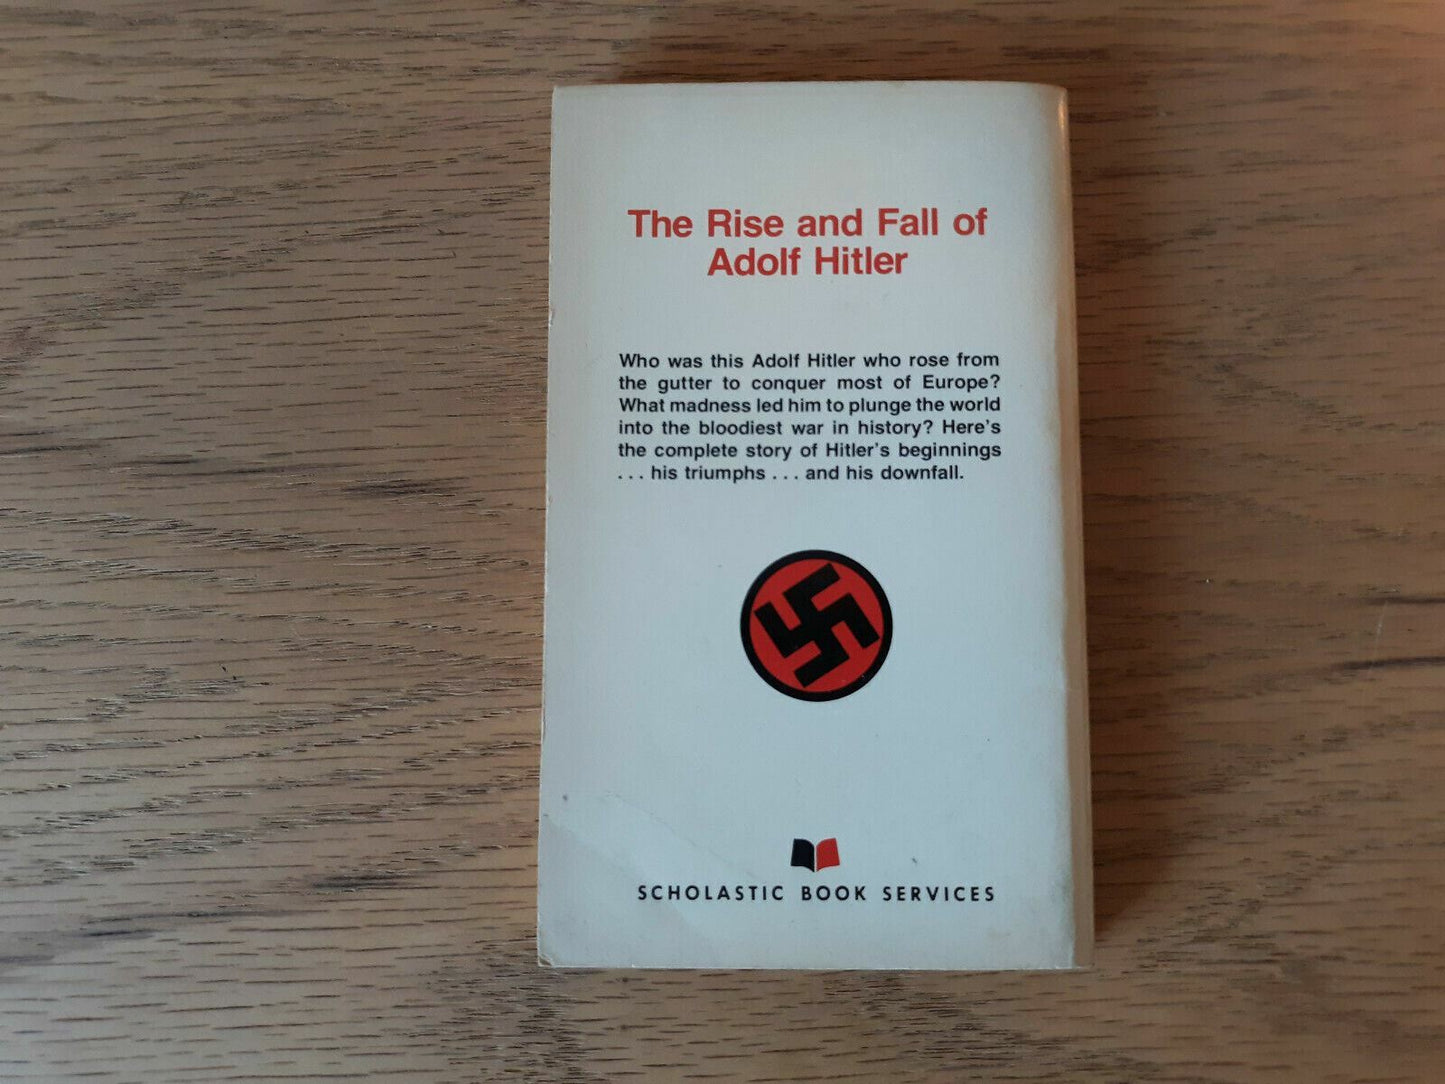 The Rise and Fall of
Adolf Hitler
Who was this Adolf Hitler who rose from
the gutter to conquer most of Europe?
What madness led him to plunge the world
into the bloodiest war in history? Here's
the complete story of Hitler's beginnings
. . . his triumphs . . . and his downfall.
SCHOLASTIC BOOK SERVICES